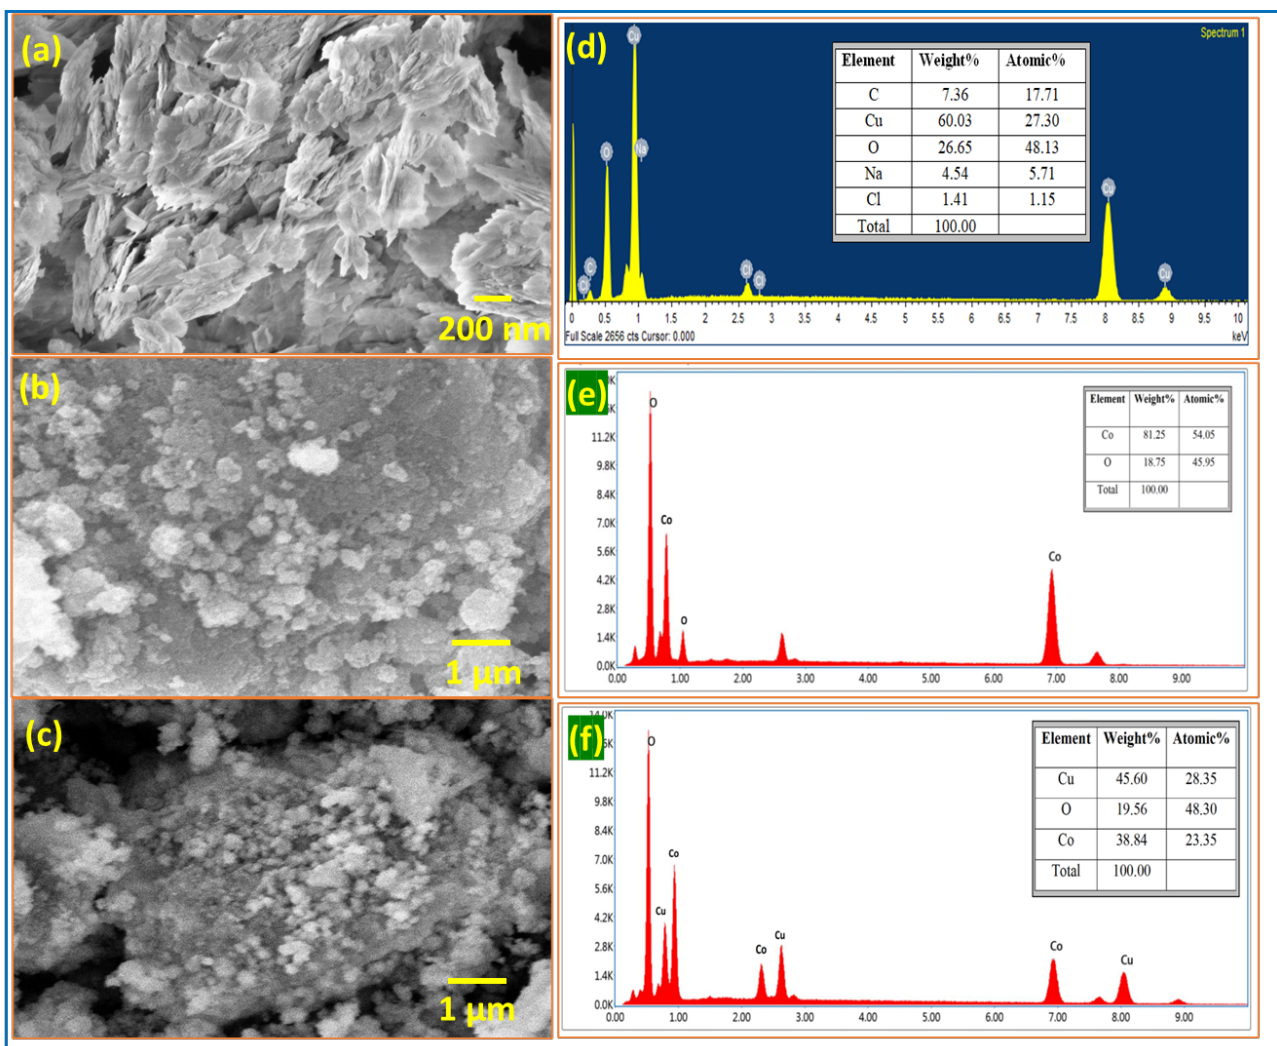 (a)
200 nm
(d)
Spectrum 1
Cu
O
Na
C
Cl
Cl
Cl
Cu
Cu
Element Weight% Atomic%
C 7.36 17.71
Cu 60.03 27.30
O 26.65 48.13
Na 4.54 5.71
Cl 1.41 1.15
Total 100.00
0 0.5 1 1.5 2 2.5 3 3.5 4 4.5 5 5.5 6 6.5 7 7.5 8 8.5 9 9.5 10
Full Scale 2656 cts Cursor: 0.000 keV
(b)
1 µm
(e)
11.2K
9.8K
8.4K
7.0K
5.6K
4.2K
2.8K
1.4K
0.0K
O
Co
O
Co
Element Weight% Atomic%
Co 81.25 54.05
O 18.75 45.95
Total 100.00
0.00 1.00 2.00 3.00 4.00 5.00 6.00 7.00 8.00 9.00
(c)
1 µm
(f)
11.2K
9.8K
8.4K
7.0K
5.6K
4.2K
2.8K
1.4K
0.0K
O
Co
Cu
Co
Cu
Co
Cu
Element Weight% Atomic%
Cu 45.60 28.35
O 19.56 48.30
Co 38.84 23.35
Total 100.00
0.00 1.00 2.00 3.00 4.00 5.00 6.00 7.00 8.00 9.00